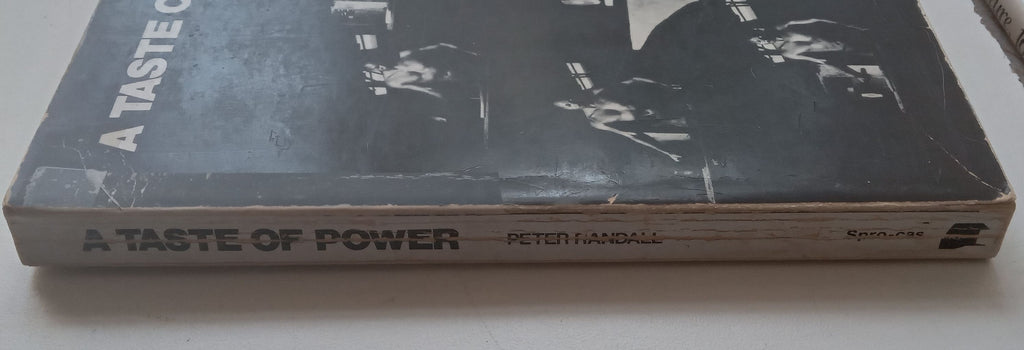 A TASTE O
A TASTE OF POWER PETER RANDALL Spro-cas